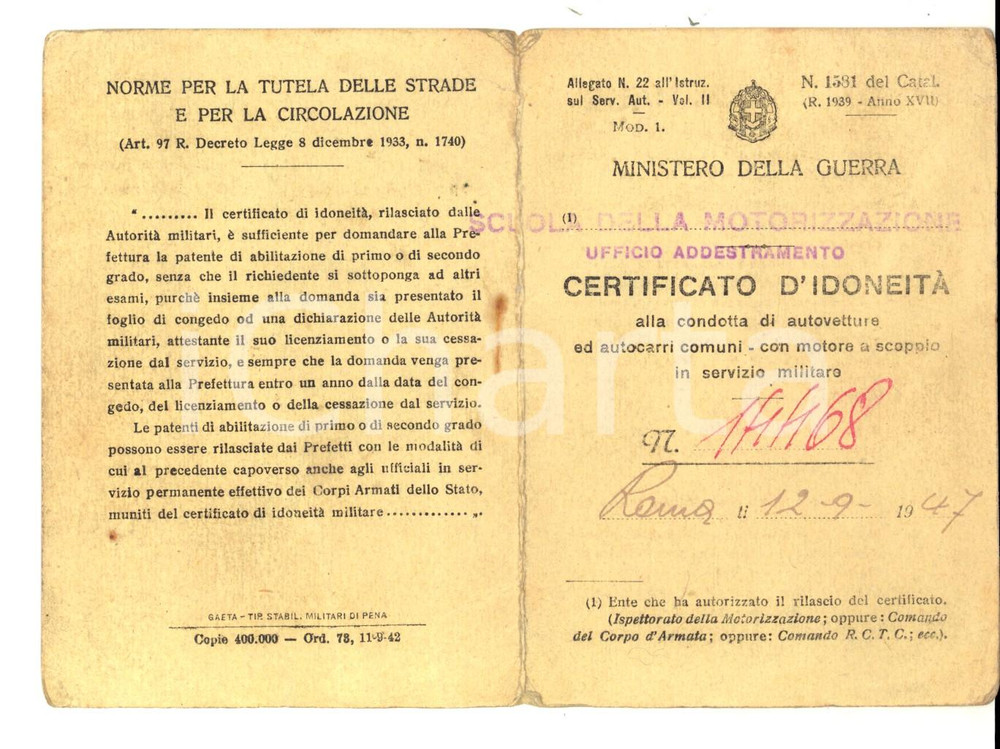 NORME PER LA TUTELA DELLE STRADE
E PER LA CIRCOLAZIONE
(Art. 97 R. Decreto Legge 8 dicembre 1933, n. 1740)
" ......... Il certificato di idoneità, rilasciato dalle
Autorità militari, è sufficiente per domandare alla Pre-
fettura la patente di abilitazione di primo o di secondo
grado, senza che il richiedente si sottoponga ad altri
esami, purchè insieme alla domanda sia presentato il
foglio di congedo od una dichiarazione delle Autorità
militari, attestante il suo licenziamento o la sua cessa-
zione dal servizio, e sempre che la domanda venga pre-
sentata alla Prefettura entro un anno dalla data del con-
gedo, del licenziamento o della cessazione dal servizio.
Le patenti di abilitazione di primo o di secondo grado
possono essere rilasciate dai Prefetti con le modalità di
cui al precedente capoverso anche agli ufficiali in ser-
vizio permanente effettivo dei Corpi Armati dello Stato,
muniti del certificato di idoneità militare ............. „.
GAETA - TIP. STABIL. MILITARI DI PENA
Copie 400.000 — Ord. 78, 11-9-42
Allegato N. 22 all'Istruz.
sul Serv. Aut. - Vol. II
MOD. 1.
N. 1581 del Catal.
(R. 1939 - Anno XVII)
MINISTERO DELLA GUERRA
(1)
SCUOLA DELLA MOTORIZZAZIONE
UFFICIO ADDESTRAMENTO
CERTIFICATO D'IDONEITÀ
alla condotta di autovetture
ed autocarri comuni - con motore a scoppio
in servizio militare
N. 14468
Roma li 12-9- 1947
(1) Ente che ha autorizzato il rilascio del certificato.
(Ispettorato della Motorizzazione; oppure: Comando
del Corpo d'Armata; oppure: Comando R. C. T. C.; ecc.).